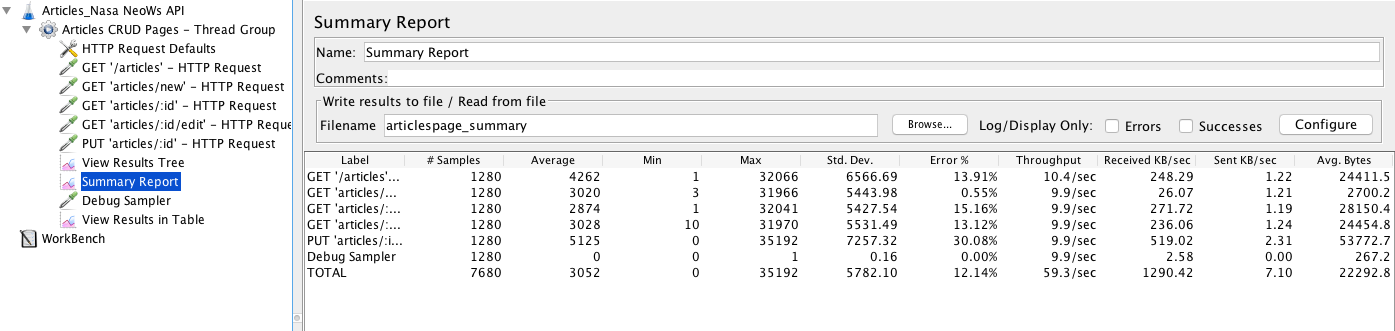 Articles_Nasa NeoWs API
Articles CRUD Pages – Thread Group
HTTP Request Defaults
GET '/articles' – HTTP Request
GET 'articles/new' – HTTP Request
GET 'articles/:id' – HTTP Request
GET 'articles/:id/edit' – HTTP Reque
PUT 'articles/:id' – HTTP Request
View Results Tree
Summary Report
Debug Sampler
View Results in Table
WorkBench
Summary Report
Name: Summary Report
Comments:
Write results to file / Read from file
Filename articlespage_summary Browse... Log/Display Only: Errors Successes Configure
Label # Samples Average Min Max Std. Dev. Error % Throughput Received KB/sec Sent KB/sec Avg. Bytes
GET '/articles'... 1280 4262 1 32066 6566.69 13.91% 10.4/sec 248.29 1.22 24411.5
GET 'articles/... 1280 3020 3 31966 5443.98 0.55% 9.9/sec 26.07 1.21 2700.2
GET 'articles/:... 1280 2874 1 32041 5427.54 15.16% 9.9/sec 271.72 1.19 28150.4
GET 'articles/:... 1280 3028 10 31970 5531.49 13.12% 9.9/sec 236.06 1.24 24454.8
PUT 'articles/:i... 1280 5125 0 35192 7257.32 30.08% 9.9/sec 519.02 2.31 53772.7
Debug Sampler 1280 0 0 1 0.16 0.00% 9.9/sec 2.58 0.00 267.2
TOTAL 7680 3052 0 35192 5782.10 12.14% 59.3/sec 1290.42 7.10 22292.8